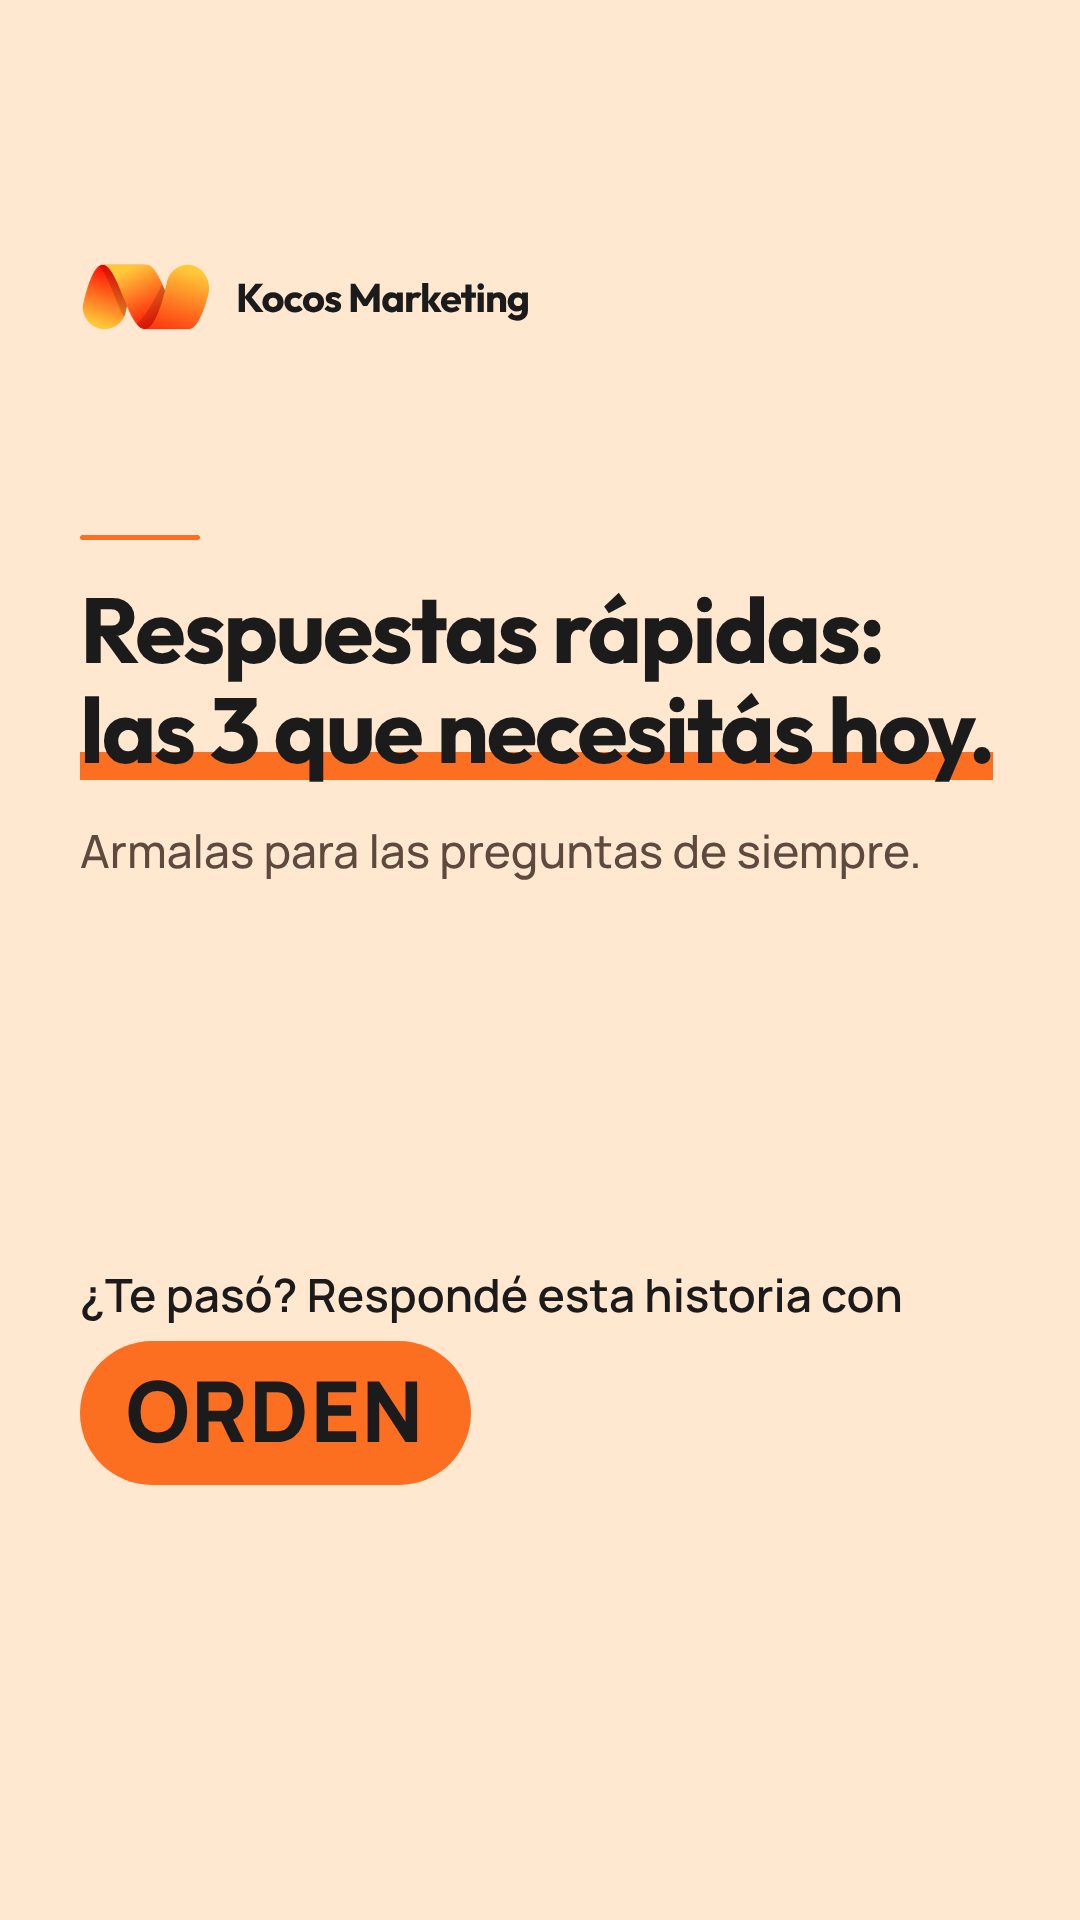 Kocos Marketing
Respuestas rápidas:
las 3 que necesitás hoy.
Armalas para las preguntas de siempre.
¿Te pasó? Respondé esta historia con
ORDEN